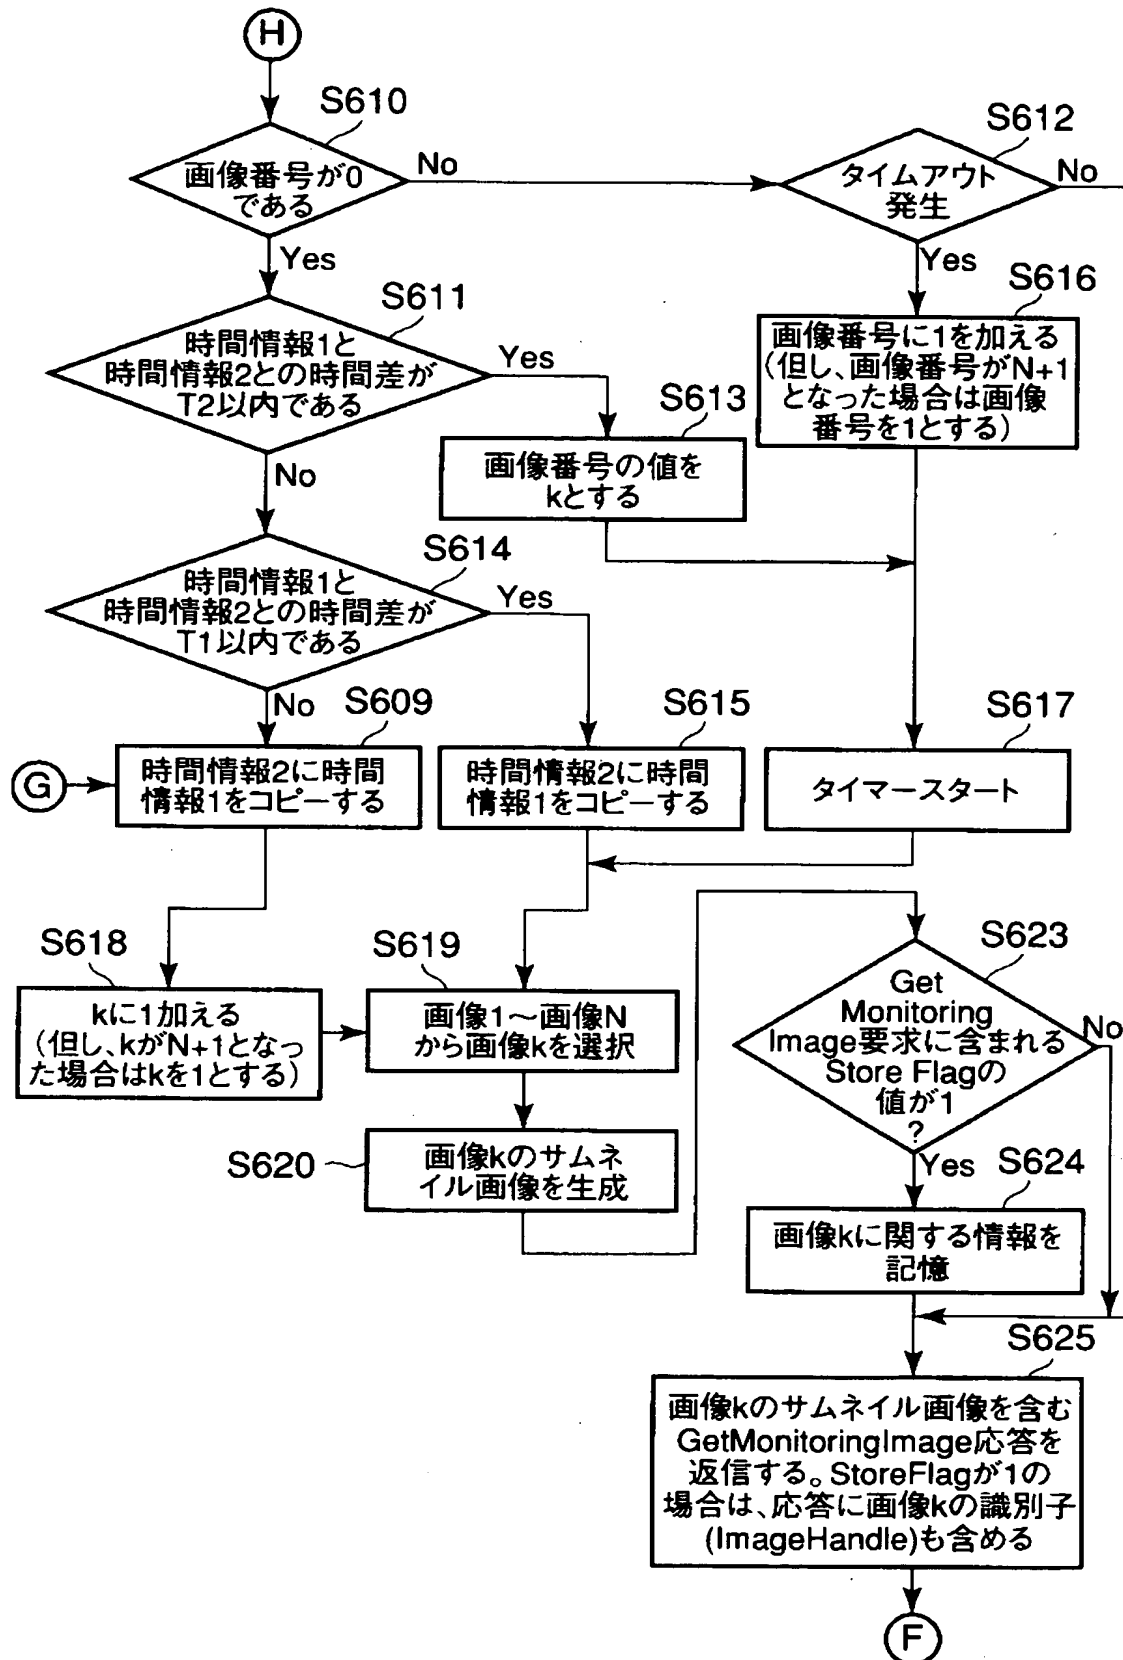 H
S610
画像番号が0
である
No
Yes
S612
タイムアウト
発生
No
Yes
S611
時間情報1と
時間情報2との時間差が
T2以内である
Yes
No
S613
画像番号の値を
kとする
S616
画像番号に1を加える
(但し、画像番号がN+1
となった場合は画像
番号を1とする)
S614
時間情報1と
時間情報2との時間差が
T1以内である
Yes
No
S609
G
時間情報2に時間
情報1をコピーする
S615
時間情報2に時間
情報1をコピーする
S617
タイマースタート
S618
kに1加える
(但し、kがN+1となっ
た場合はkを1とする)
S619
画像1〜画像N
から画像kを選択
S620
画像kのサムネ
イル画像を生成
S623
Get
Monitoring
Image要求に含まれる
Store Flagの
値が1
?
No
Yes
S624
画像kに関する情報を
記憶
S625
画像kのサムネイル画像を含む
GetMonitoringImage応答を
返信する。StoreFlagが1の
場合は、応答に画像kの識別子
(ImageHandle)も含める
F